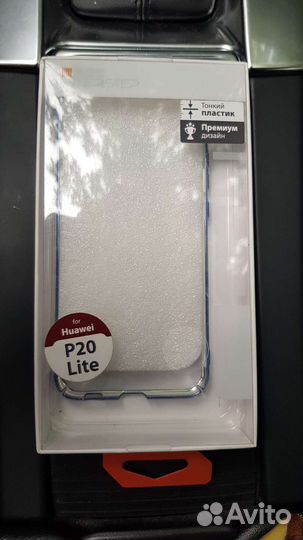 Тонкий
пластик
Премиум
дизайн
for
Huawei
P20
Lite
Avito